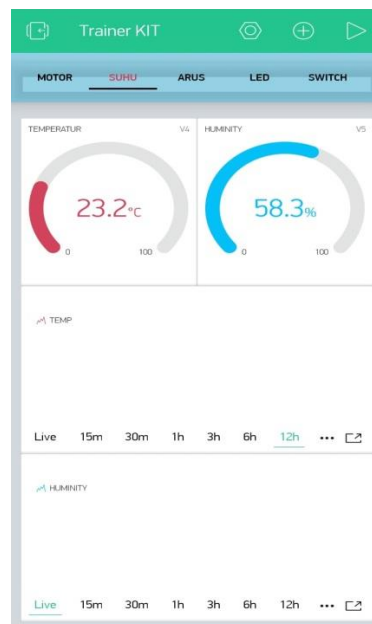 Trainer KIT
MOTOR SUHU ARUS LED SWITCH
TEMPERATUR V4 HUMINITY V5
23.2°C 58.3%
0 100 0 100
TEMP
Live 15m 30m 1h 3h 6h 12h •••
HUMINITY
Live 15m 30m 1h 3h 6h 12h •••